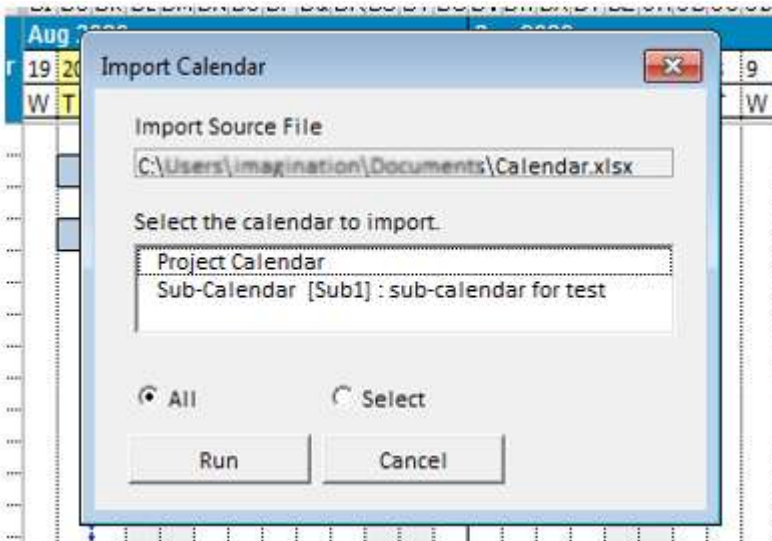 Aug
19 20
W T
Import Calendar
9
W
Import Source File
C:\Users\imagination\Documents\Calendar.xlsx
Select the calendar to import.
Project Calendar
Sub-Calendar [Sub1] : sub-calendar for test
All
Select
Run
Cancel